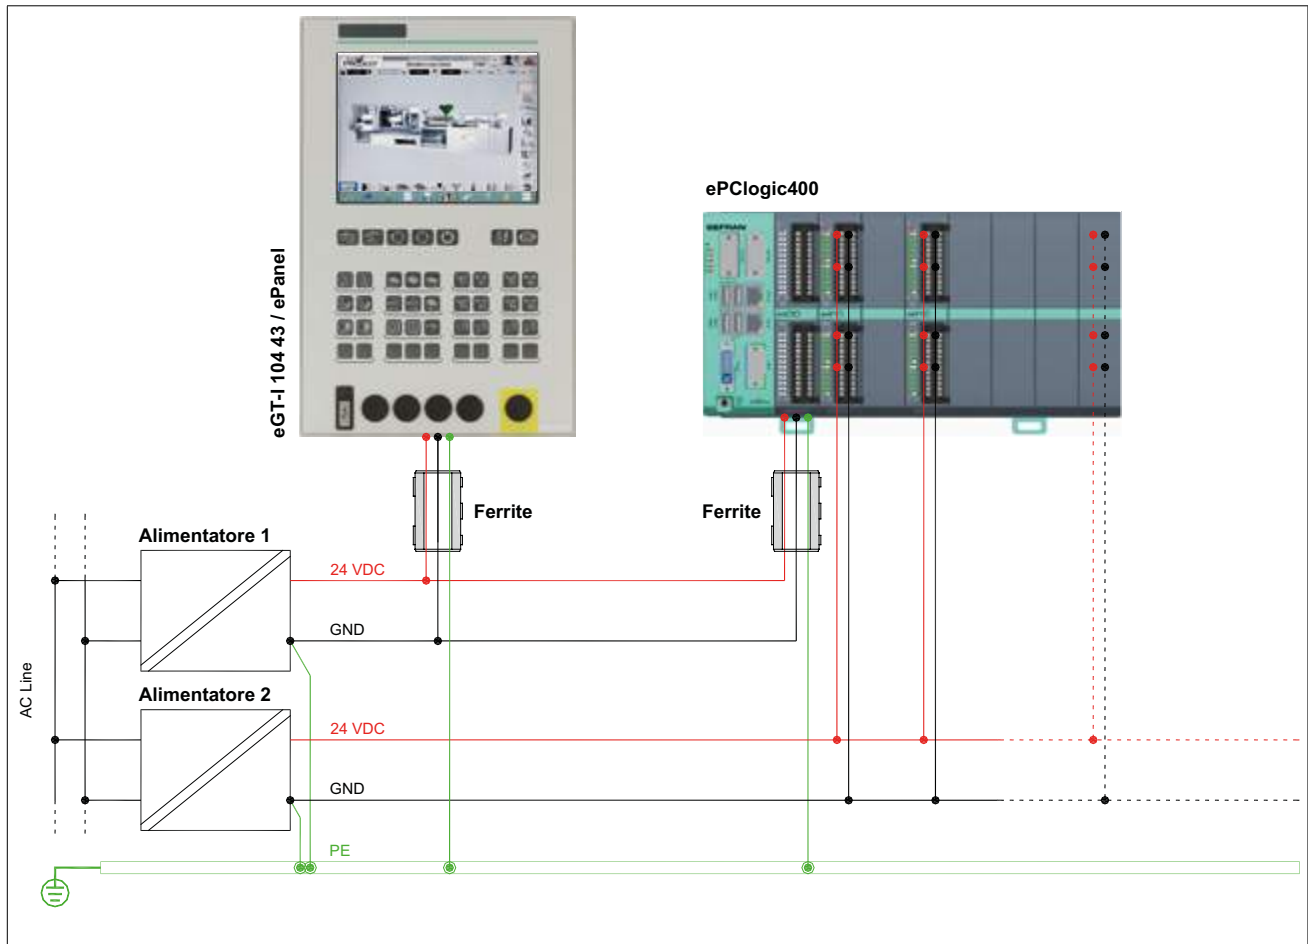 ePClogic400
GEFRAN
eGT-I 104 43 / ePanel
Ferrite
Ferrite
Alimentatore 1
24 VDC
GND
AC Line
Alimentatore 2
24 VDC
GND
PE